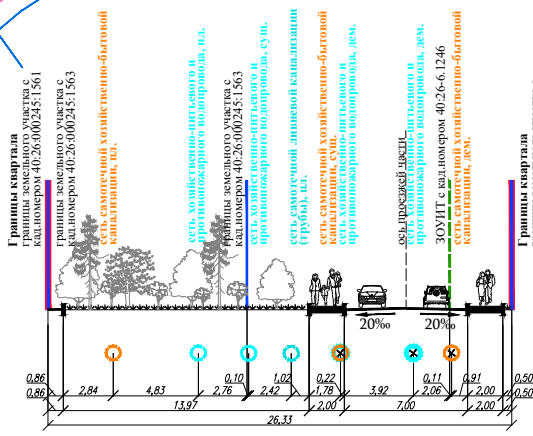 Границы квартала
границы земельного участка с
кад.номером 40:26:000245:1561
границы земельного участка с
кад.номером 40:26:000245:1563
сеть самотечной хозяйственно-бытовой
канализации, пл.
сеть хозяйственно-питьевого и
противопожарного водопровода, пл.
границы земельного участка с
кад.номером 40:26:000245:1563
сеть хозяйственно-питьевого и
противопожарного водопровода, сущ.
сеть самотечной ливневой канализации
(трубы), пл.
сеть самотечной хозяйственно-бытовой
канализации, сущ.
сеть хозяйственно-питьевого и
противопожарного водопровода, дем.
ось проезжей части
сеть хозяйственно-питьевого и
противопожарного водопровода, дем.
ЗОУИТ с кад.номером 40:26-6.1246
сеть самотечной хозяйственно-бытовой
канализации, дем.
Границы квартала
20‰ 20‰
0,86 2,84 4,83 2,76 0,10 2,42 1,02 1,78 0,22 3,92 2,06 0,11 0,91 2,00 0,50
0,86 13,97 2,00 7,00 2,00 0,50
26,33